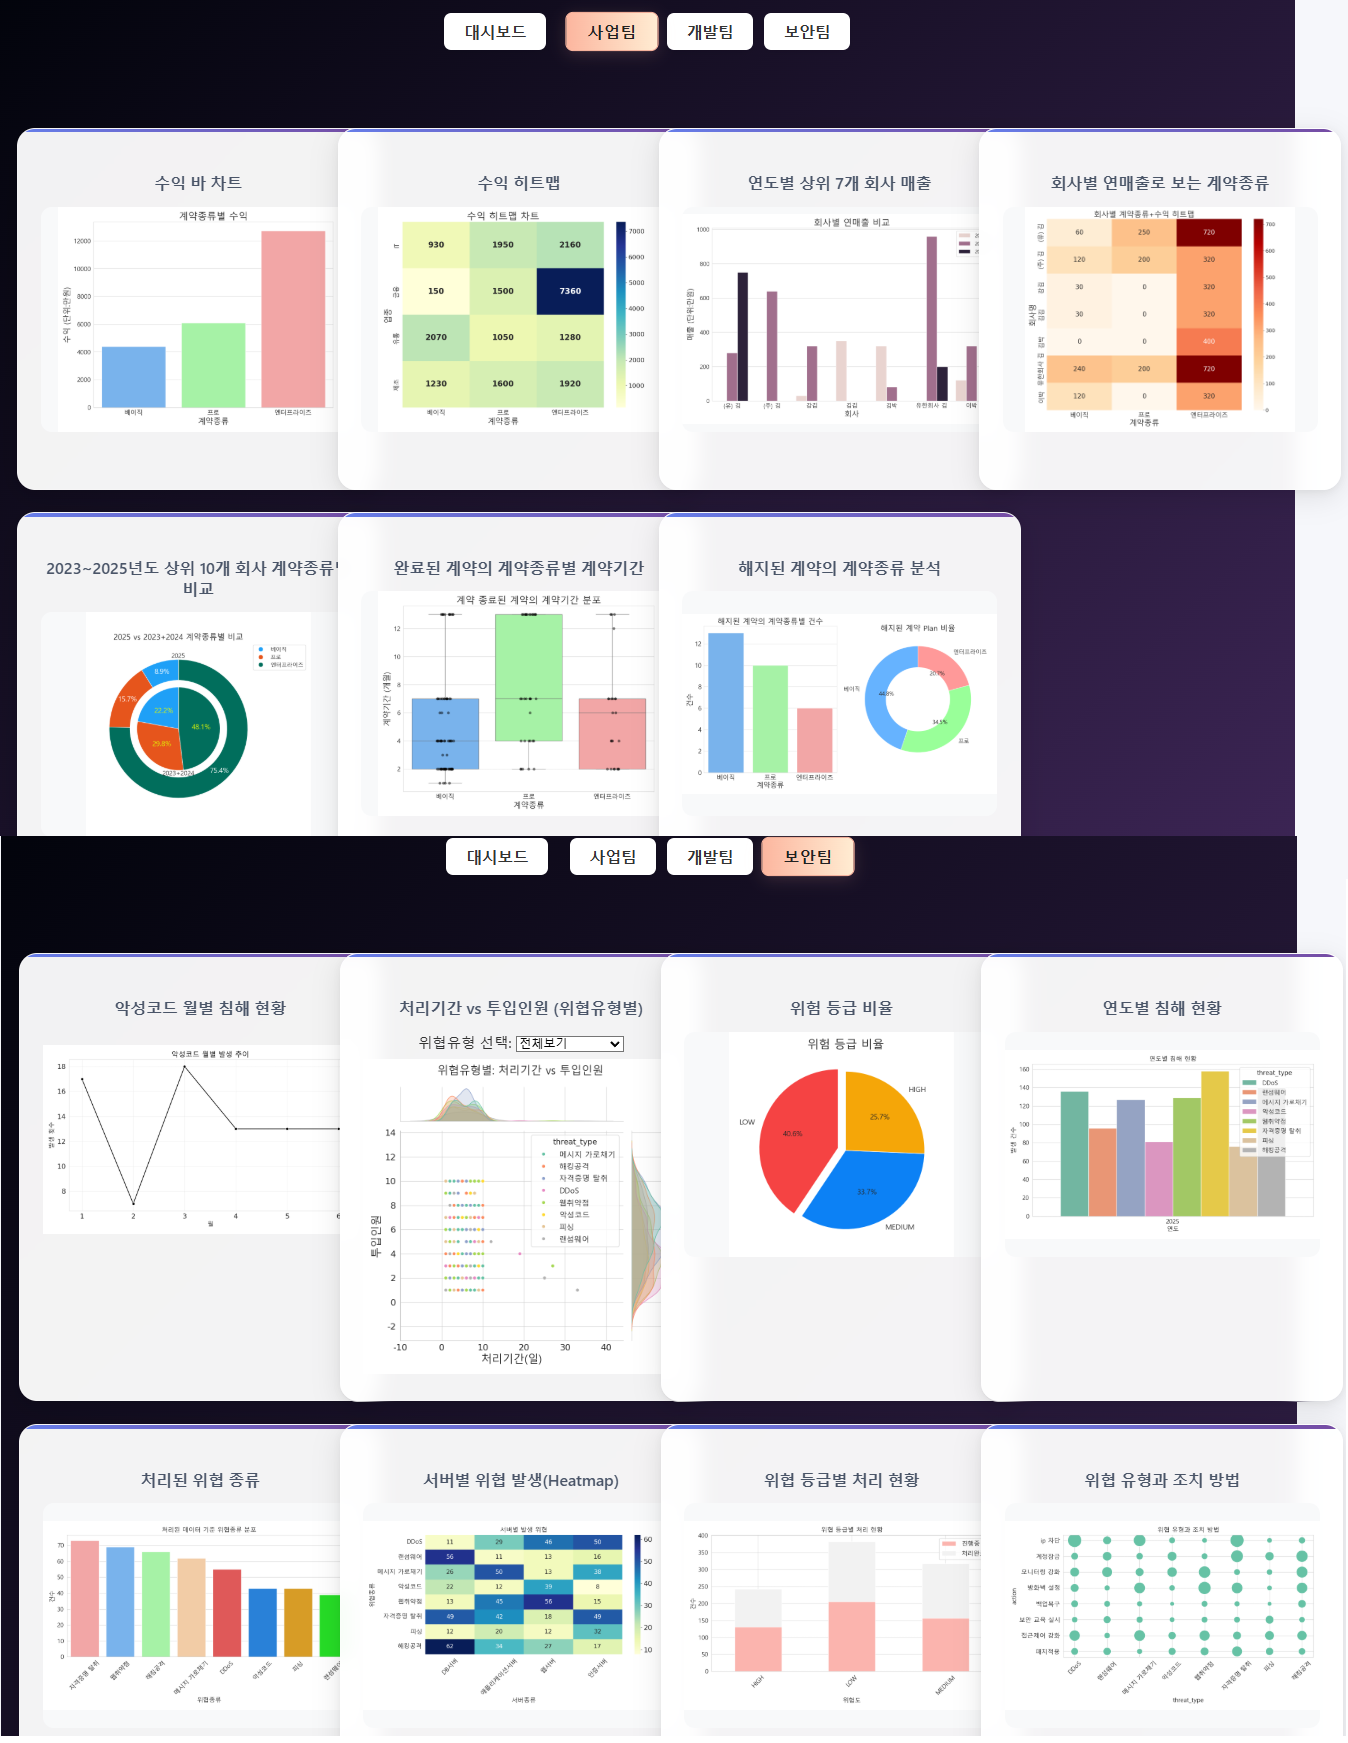 대시보드 사업팀 개발팀 보안팀
수익 바 차트
계약종류별 수익
12000
10000
8000
6000
4000
2000
0
수익 (단위:만원)
베이직 프로 엔터프라이즈
계약종류
수익 히트맵
수익 히트맵 차트
930 1950 2160
150 1500 7360
2070 1050 1280
1230 1600 1920
IT
금융
유통
제조
업종
베이직 프로 엔터프라이즈
계약종류
7000
6000
5000
4000
3000
2000
1000
연도별 상위 7개 회사 매출
회사별 연매출 비교
1000
800
600
400
200
0
매출 (단위:만원)
(유) 김 (주) 김 강김 김김 김박 유한회사 김 이박
회사
회사별 연매출로 보는 계약종류
회사별 계약종류+수익 히트맵
60 250 720
120 200 320
30 0 320
30 0 320
0 0 400
240 200 720
120 0 320
회사명
베이직 프로 엔터프라이즈
계약종류
700
600
500
400
300
200
100
0
2023~2025년도 상위 10개 회사 계약종류
비교
2025 vs 2023+2024 계약종류별 비교
2025
베이직
프로
엔터프라이즈
8.9%
15.7%
22.2%
48.1%
29.8%
75.4%
2023+2024
완료된 계약의 계약종류별 계약기간
계약 종료된 계약의 계약기간 분포
12
10
8
6
4
2
계약기간 (개월)
베이직 프로 엔터프라이즈
계약종류
해지된 계약의 계약종류 분석
해지된 계약의 계약종류별 건수
12
10
8
6
4
2
0
건수
베이직 프로 엔터프라이즈
계약종류
해지된 계약 Plan 비율
엔터프라이즈
20.7%
베이직
44.8%
34.5%
프로
대시보드 사업팀 개발팀 보안팀
악성코드 월별 침해 현황
악성코드 월별 발생 추이
18
16
14
12
10
8
발생 횟수
1 2 3 4 5 6
월
처리기간 vs 투입인원 (위협유형별)
위협유형 선택: 전체보기
위협유형별: 처리기간 vs 투입인원
threat_type
메시지 가로채기
해킹공격
자격증명 탈취
DDoS
웹취약점
악성코드
피싱
랜섬웨어
14
12
10
8
6
4
2
0
-2
투입인원
-10 0 10 20 30 40
처리기간(일)
위험 등급 비율
위험 등급 비율
HIGH
25.7%
LOW
40.6%
33.7%
MEDIUM
연도별 침해 현황
연도별 침해 현황
threat_type
DDoS
랜섬웨어
메시지 가로채기
악성코드
웹취약점
자격증명 탈취
피싱
해킹공격
160
140
120
100
80
60
40
20
0
발생 건수
2025
연도
처리된 위협 종류
처리된 데이터 기준 위협종류 분포
70
60
50
40
30
20
10
0
건수
자격증명 탈취 웹취약점 해킹공격 메시지 가로채기 DDoS 악성코드 피싱 랜섬웨어
위협종류
서버별 위협 발생(Heatmap)
서버별 발생 위협
DDoS 11 29 46 50
랜섬웨어 56 11 13 16
메시지 가로채기 26 50 13 38
악성코드 22 12 39 8
웹취약점 13 45 56 15
자격증명 탈취 49 42 18 49
피싱 12 20 12 32
해킹공격 62 34 27 17
위협종류
DB서버 애플리케이션서버 웹서버 인증서버
서버종류
60
50
40
30
20
10
위협 등급별 처리 현황
위험 등급별 처리 현황
진행중
처리완
400
350
300
250
200
150
100
50
0
건수
HIGH LOW MEDIUM
위험도
위협 유형과 조치 방법
위협 유형과 조치 방법
ip 차단
계정잠금
모니터링 강화
방화벽 설정
백업복구
보안 교육 실시
접근제어 강화
패치적용
action
DDoS 랜섬웨어 메시지 가로채기 악성코드 웹취약점 자격증명 탈취 피싱 해킹공격
threat_type